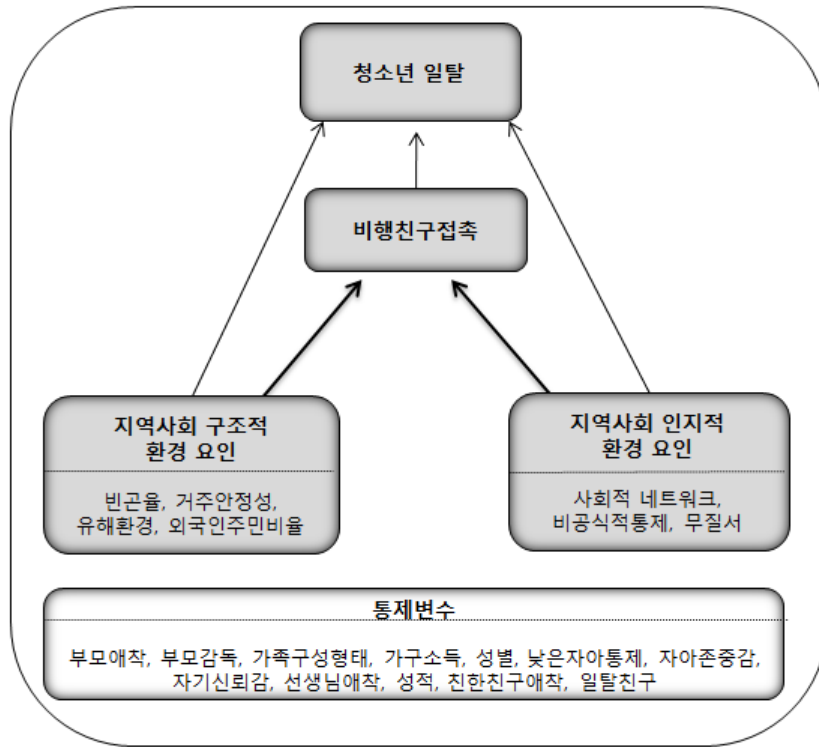 청소년 일탈
비행친구접촉
지역사회 구조적
환경 요인
빈곤율, 거주안정성,
유해환경, 외국인주민비율
지역사회 인지적
환경 요인
사회적 네트워크,
비공식적통제, 무질서
통제변수
부모애착, 부모감독, 가족구성형태, 가구소득, 성별, 낮은자아통제, 자아존중감,
자기신뢰감, 선생님애착, 성적, 친한친구애착, 일탈친구